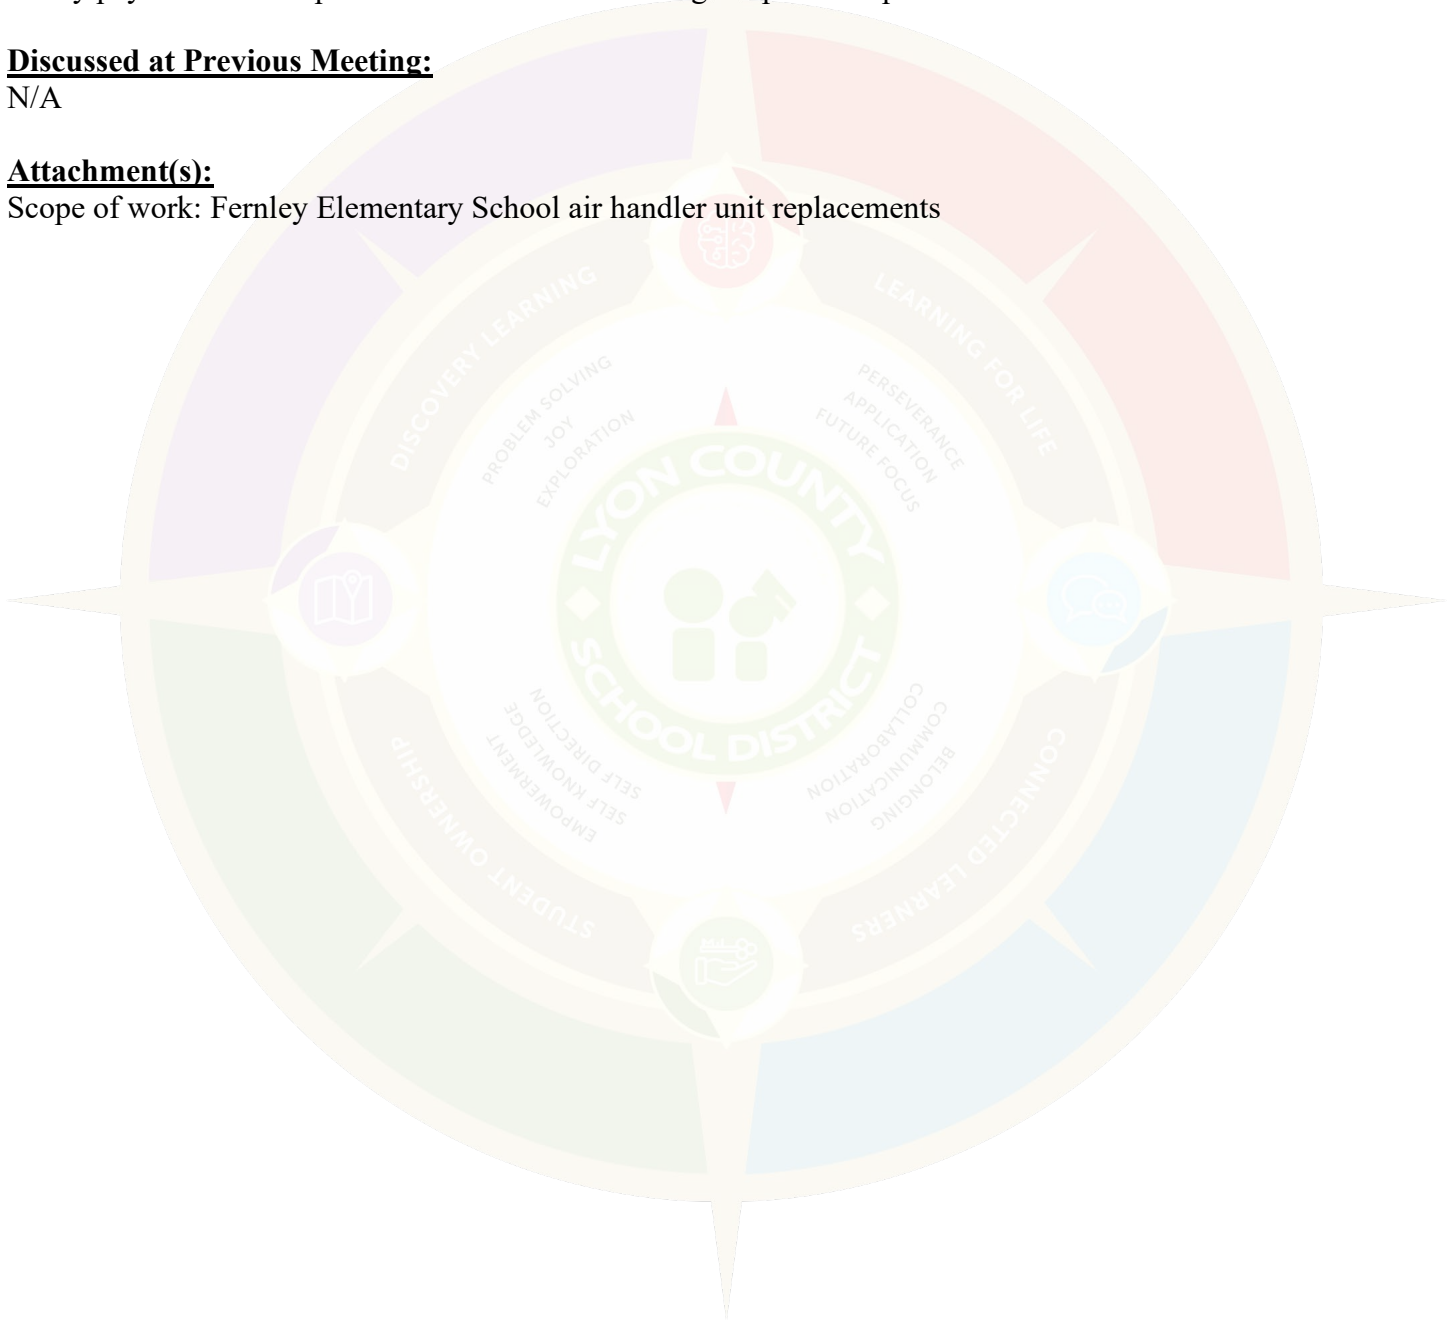 Discussed at Previous Meeting:
N/A
Attachment(s):
Scope of work: Fernley Elementary School air handler unit replacements
DISCOVERY LEARNING
LEARNING FOR LIFE
PROBLEM SOLVING
JOY
EXPLORATION
PERSEVERANCE
APPLICATION
FUTURE FOCUS
LYON COUNTY
SCHOOL DISTRICT
SELF DIRECTION
SELF KNOWLEDGE
EMPOWERMENT
COLLABORATION
COMMUNICATION
BELONGING
STUDENT OWNERSHIP
CONNECTED LEARNERS